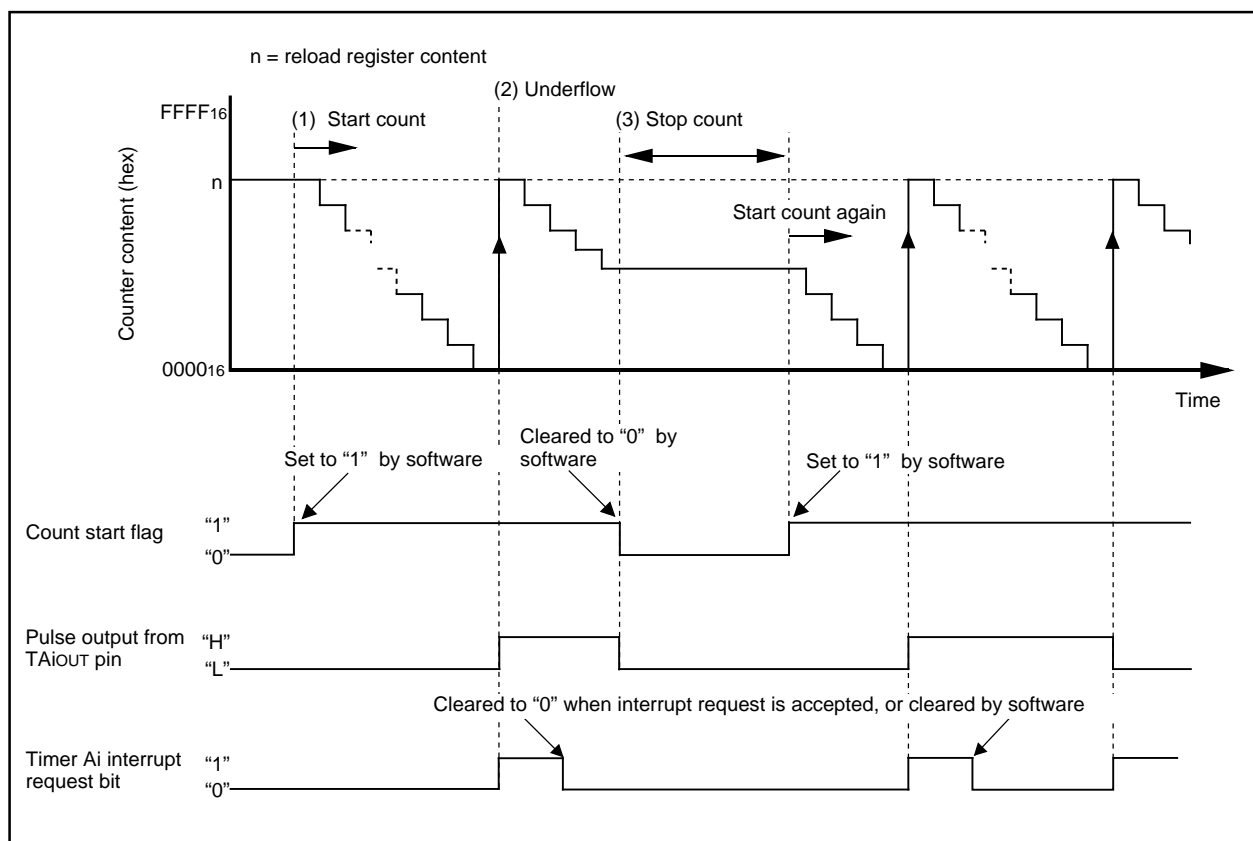 n = reload register content
(2) Underflow
FFFF16
(1) Start count
(3) Stop count
Counter content (hex)
n
Start count again
000016
Time
Cleared to “0” by
software
Set to “1” by software
Set to “1” by software
Count start flag
“1”
“0”
Pulse output from
TAiOUT pin
“H”
“L”
Cleared to “0” when interrupt request is accepted, or cleared by software
Timer Ai interrupt
request bit
“1”
“0”